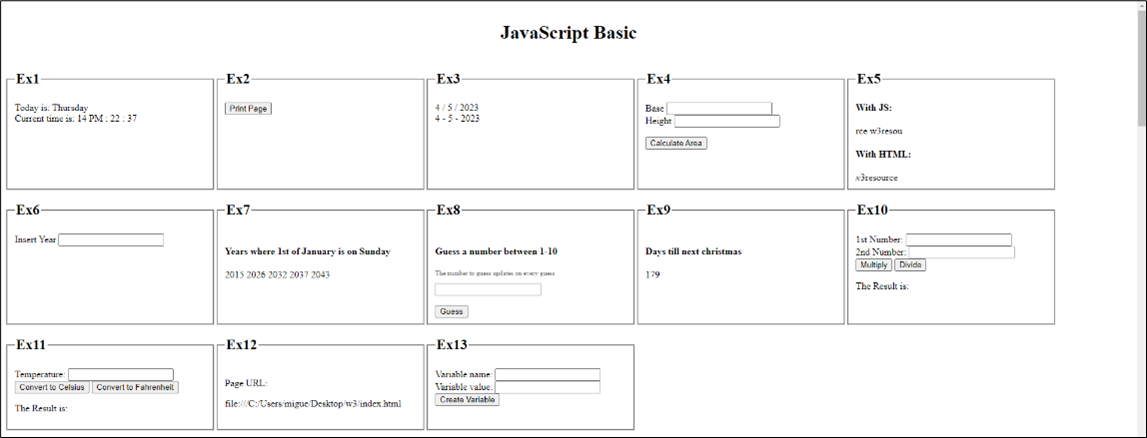 JavaScript Basic
Ex1
Today is: Thursday
Current time is: 14 PM : 22 : 37
Ex2
Print Page
Ex3
4 / 5 / 2023
4 - 5 - 2023
Ex4
Base
Height
Calculate Area
Ex5
With JS:
rce w3resou
With HTML:
w3resource
Ex6
Insert Year
Ex7
Years where 1st of January is on Sunday
2015 2026 2032 2037 2043
Ex8
Guess a number between 1-10
The number to guess updates on every guess
Guess
Ex9
Days till next christmas
179
Ex10
1st Number:
2nd Number:
Multiply Divide
The Result is:
Ex11
Temperature:
Convert to Celsius Convert to Fahrenheit
The Result is:
Ex12
Page URL:
file:///C:/Users/migue/Desktop/w3/index.html
Ex13
Variable name:
Variable value:
Create Variable